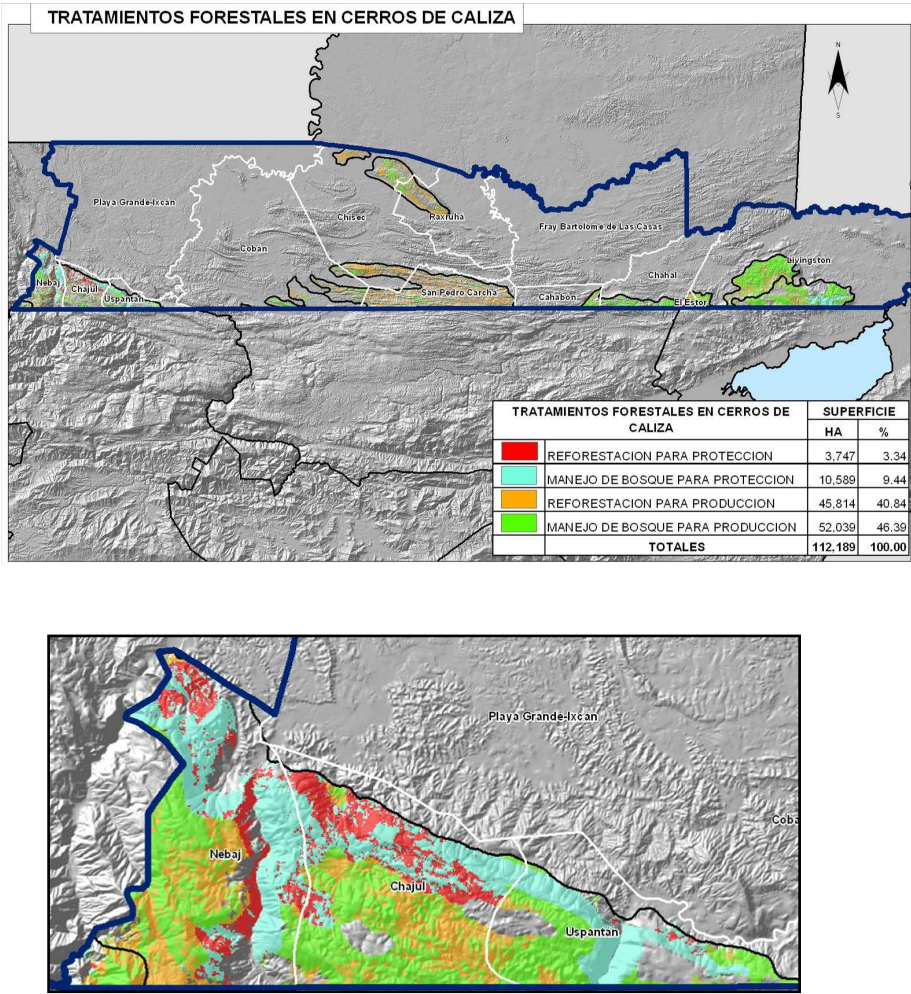 TRATAMIENTOS FORESTALES EN CERROS DE CALIZA
N
S
Playa Grande-Ixcan
Coban
Chisec
Raxruha
Fray Bartolome de Las Casas
Nebaj
Chajul
Uspantan
San Pedro Carcha
Cahabon
Chahal
El Estor
Livingston
TRATAMIENTOS FORESTALES EN CERROS DE CALIZA SUPERFICIE
HA %
REFORESTACION PARA PROTECCION 3,747 3.34
MANEJO DE BOSQUE PARA PROTECCION 10,589 9.44
REFORESTACION PARA PRODUCCION 45,814 40.84
MANEJO DE BOSQUE PARA PRODUCCION 52,039 46.39
TOTALES 112,189 100.00
Playa Grande-Ixcan
Coba
Nebaj
Chajul
Uspantan